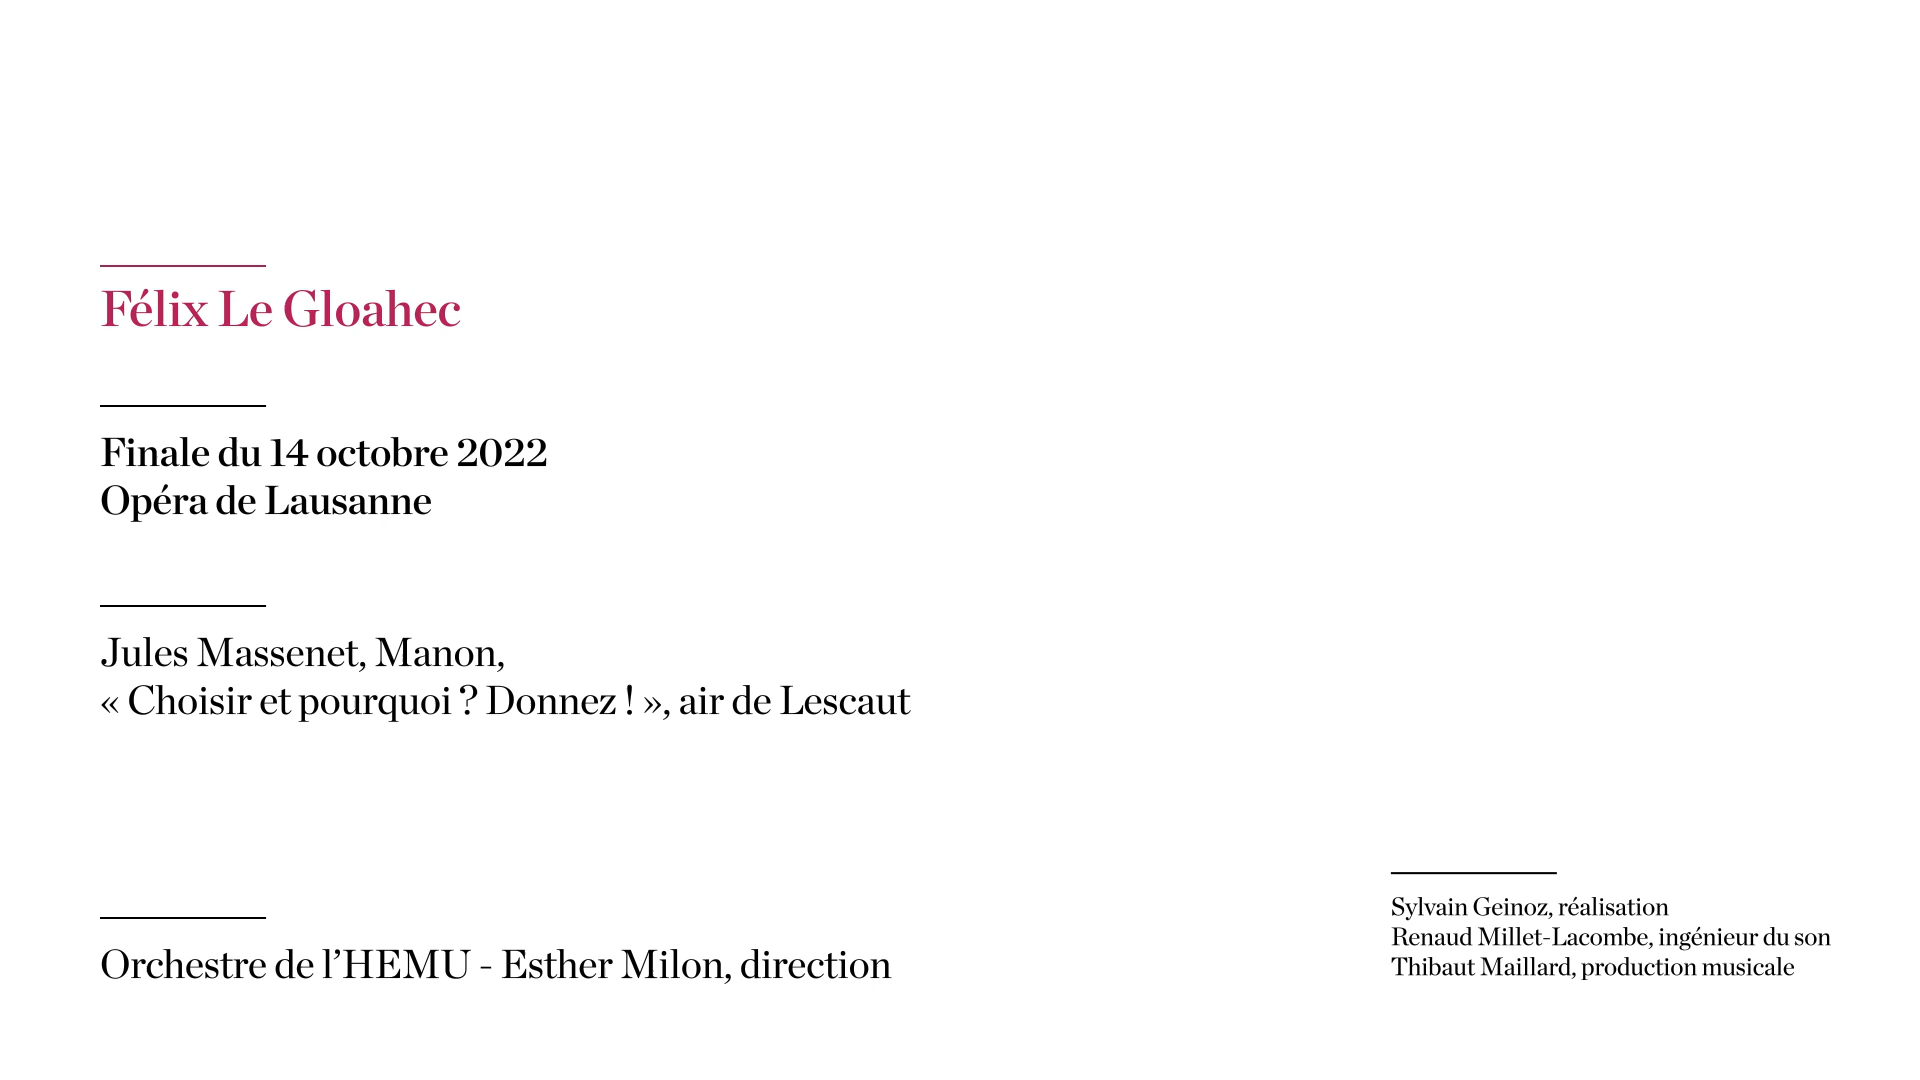 Félix Le Gloahec
Finale du 14 octobre 2022
Opéra de Lausanne
Jules Massenet, Manon,
« Choisir et pourquoi ? Donnez ! », air de Lescaut
Orchestre de l’HEMU - Esther Milon, direction
Sylvain Geinoz, réalisation
Renaud Millet-Lacombe, ingénieur du son
Thibaut Maillard, production musicale